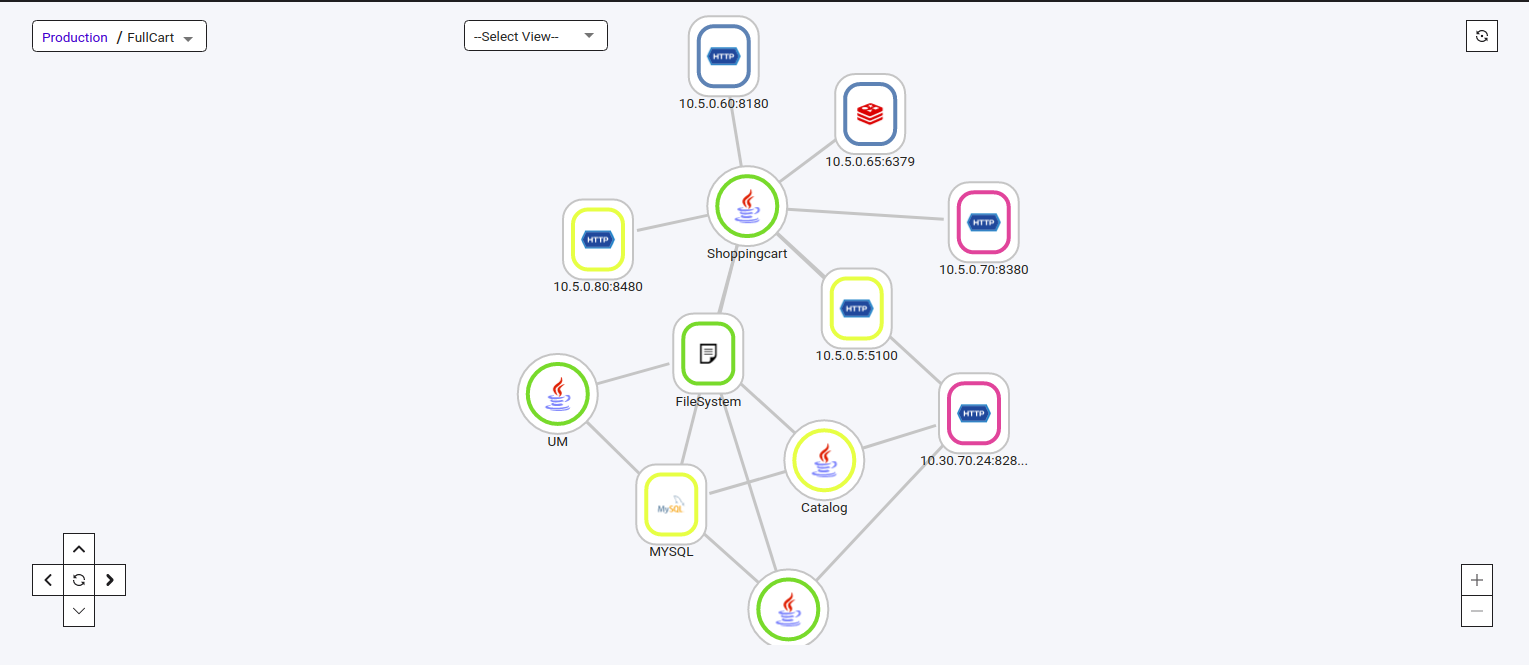 Production / FullCart
--Select View--
HTTP
10.5.0.60:8180
10.5.0.65:6379
HTTP
10.5.0.70:8380
Shoppingcart
HTTP
10.5.0.80:8480
HTTP
10.5.0.5:5100
FileSystem
UM
HTTP
10.30.70.24:828...
Catalog
MySQL
MYSQL